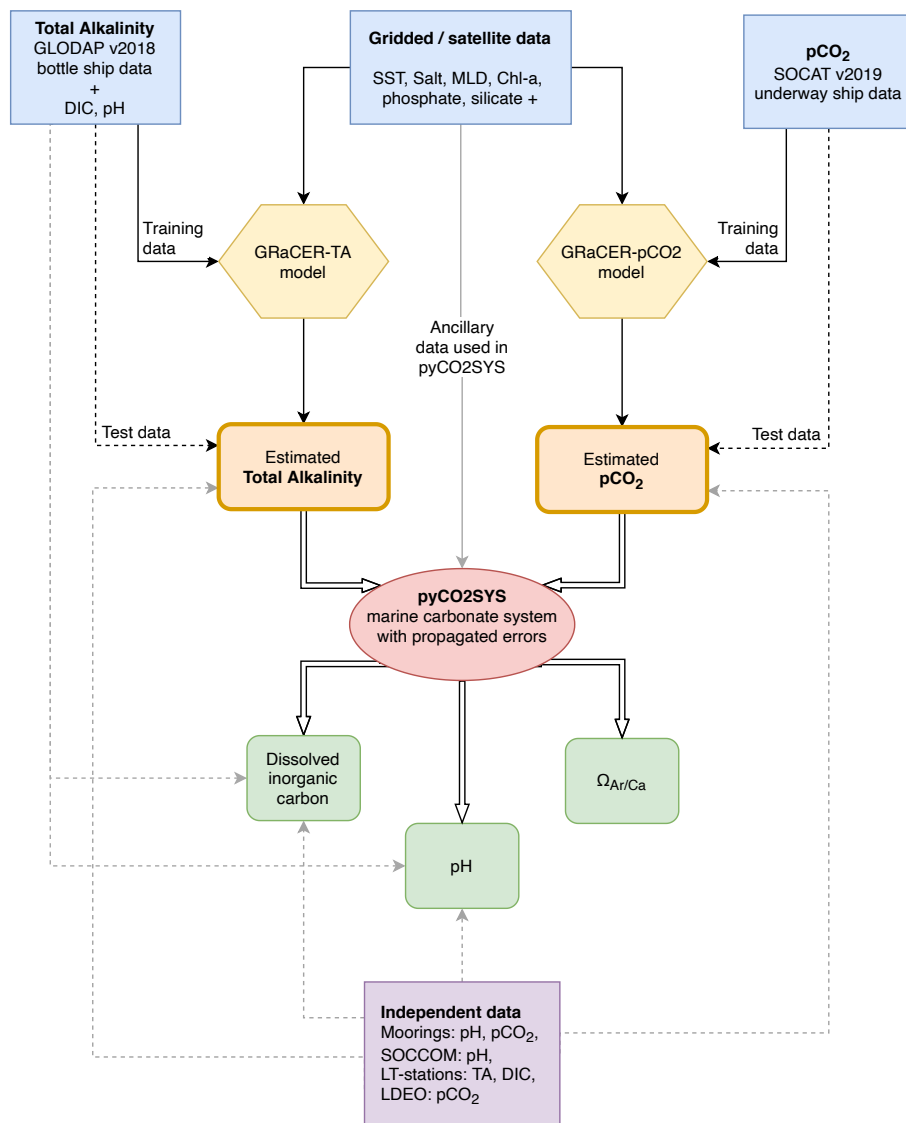 Total Alkalinity
GLODAP v2018
bottle ship data
+
DIC, pH
Gridded / satellite data
SST, Salt, MLD, Chl-a,
phosphate, silicate +
pCO₂
SOCAT v2019
underway ship data
Training
data
GRaCER-TA
model
GRaCER-pCO2
model
Training
data
Ancillary
data used in
pyCO2SYS
Test data
Estimated
Total Alkalinity
Estimated
pCO₂
Test data
pyCO2SYS
marine carbonate system
with propagated errors
Dissolved
inorganic
carbon
Ω Ar/Ca
pH
Independent data
Moorings: pH, pCO₂,
SOCCOM: pH,
LT-stations: TA, DIC,
LDEO: pCO₂